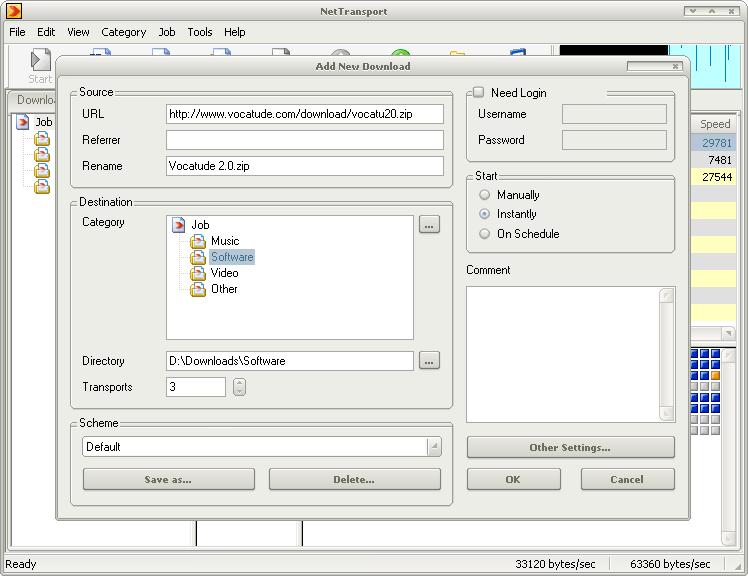 NetTransport
File Edit View Category Job Tools Help
Start
Add New Download
Source
URL http://www.vocatude.com/download/vocatu20.zip
Referrer
Rename Vocatude 2.0.zip
Need Login
Username
Password
Destination
Category
Job
Music
Software
Video
Other
...
Directory D:\Downloads\Software ...
Transports 3
Start
Manually
Instantly
On Schedule
Comment
Scheme
Default
Save as... Delete...
Other Settings...
OK Cancel
Job
Speed
29781
7481
27544
Ready 33120 bytes/sec 63360 bytes/sec